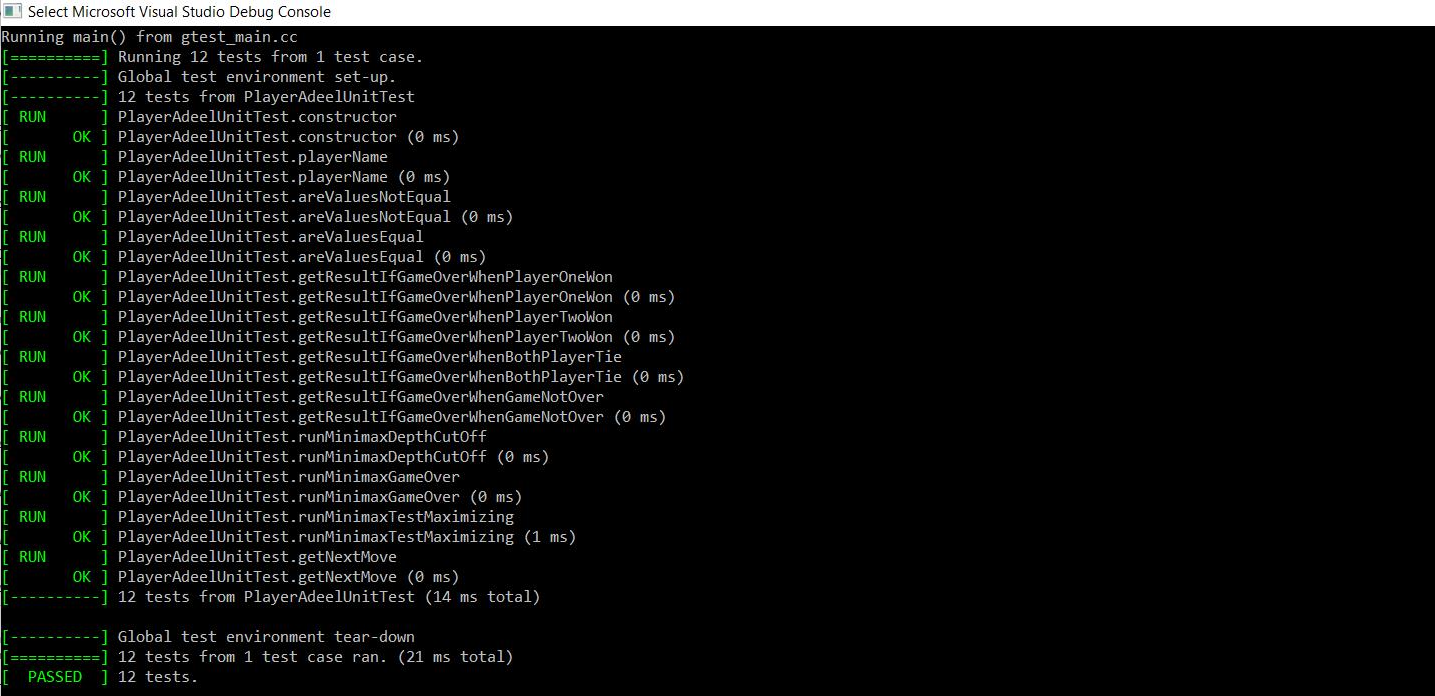 Select Microsoft Visual Studio Debug Console
Running main() from gtest_main.cc
[==========] Running 12 tests from 1 test case.
[----------] Global test environment set-up.
[----------] 12 tests from PlayerAdeelUnitTest
[ RUN      ] PlayerAdeelUnitTest.constructor
[       OK ] PlayerAdeelUnitTest.constructor (0 ms)
[ RUN      ] PlayerAdeelUnitTest.playerName
[       OK ] PlayerAdeelUnitTest.playerName (0 ms)
[ RUN      ] PlayerAdeelUnitTest.areValuesNotEqual
[       OK ] PlayerAdeelUnitTest.areValuesNotEqual (0 ms)
[ RUN      ] PlayerAdeelUnitTest.areValuesEqual
[       OK ] PlayerAdeelUnitTest.areValuesEqual (0 ms)
[ RUN      ] PlayerAdeelUnitTest.getResultIfGameOverWhenPlayerOneWon
[       OK ] PlayerAdeelUnitTest.getResultIfGameOverWhenPlayerOneWon (0 ms)
[ RUN      ] PlayerAdeelUnitTest.getResultIfGameOverWhenPlayerTwoWon
[       OK ] PlayerAdeelUnitTest.getResultIfGameOverWhenPlayerTwoWon (0 ms)
[ RUN      ] PlayerAdeelUnitTest.getResultIfGameOverWhenBothPlayerTie
[       OK ] PlayerAdeelUnitTest.getResultIfGameOverWhenBothPlayerTie (0 ms)
[ RUN      ] PlayerAdeelUnitTest.getResultIfGameOverWhenGameNotOver
[       OK ] PlayerAdeelUnitTest.getResultIfGameOverWhenGameNotOver (0 ms)
[ RUN      ] PlayerAdeelUnitTest.runMinimaxDepthCutOff
[       OK ] PlayerAdeelUnitTest.runMinimaxDepthCutOff (0 ms)
[ RUN      ] PlayerAdeelUnitTest.runMinimaxGameOver
[       OK ] PlayerAdeelUnitTest.runMinimaxGameOver (0 ms)
[ RUN      ] PlayerAdeelUnitTest.runMinimaxTestMaximizing
[       OK ] PlayerAdeelUnitTest.runMinimaxTestMaximizing (1 ms)
[ RUN      ] PlayerAdeelUnitTest.getNextMove
[       OK ] PlayerAdeelUnitTest.getNextMove (0 ms)
[----------] 12 tests from PlayerAdeelUnitTest (14 ms total)
[----------] Global test environment tear-down
[==========] 12 tests from 1 test case ran. (21 ms total)
[  PASSED  ] 12 tests.